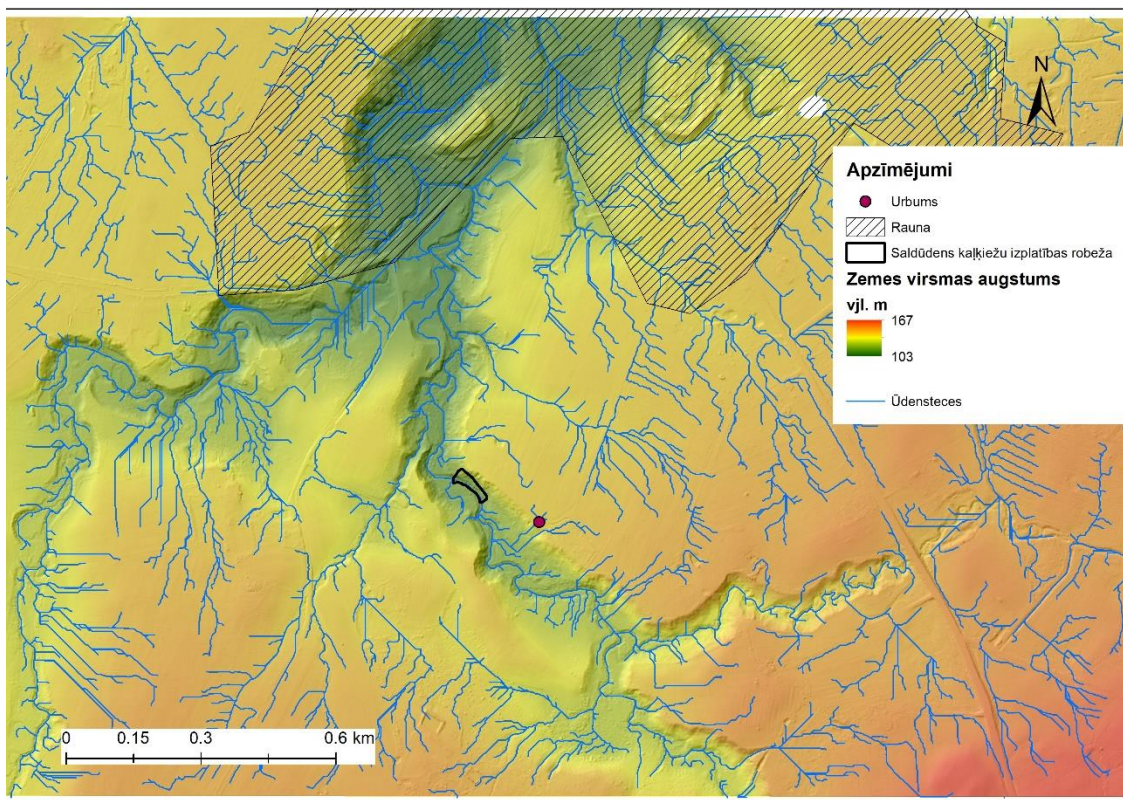 N
Apzīmējumi
Urbums
Rauna
Saldūdens kaļķiežu izplatības robeža
Zemes virsmas augstums
vjl. m
167
103
Ūdensteces
0 0.15 0.3 0.6 km